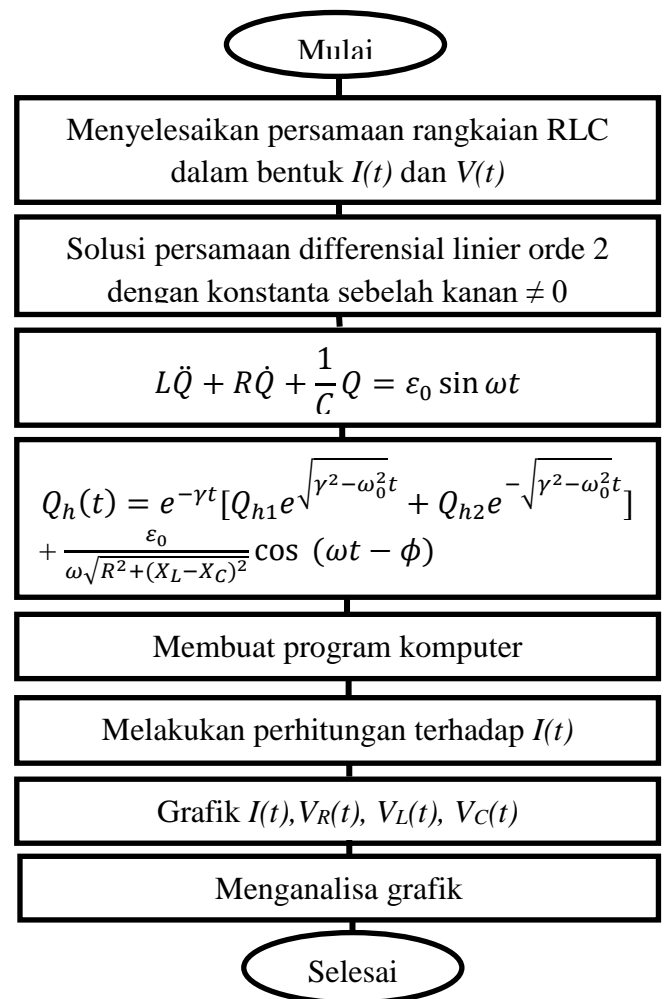 Mulai
Menyelesaikan persamaan rangkaian RLC
dalam bentuk I(t) dan V(t)
Solusi persamaan differensial linier orde 2
dengan konstanta sebelah kanan ≠ 0
LQ̈ + RQ̇ + 1/C Q = ε₀ sin ωt
Q_h(t) = e^{−γt}[Q_{h1}e^{√(γ²−ω₀²)t} + Q_{h2}e^{−√(γ²−ω₀²)t}]
+ ε₀/(ω√(R²+(X_L−X_C)²)) cos (ωt − ϕ)
Membuat program komputer
Melakukan perhitungan terhadap I(t)
Grafik I(t),V_R(t), V_L(t), V_C(t)
Menganalisa grafik
Selesai